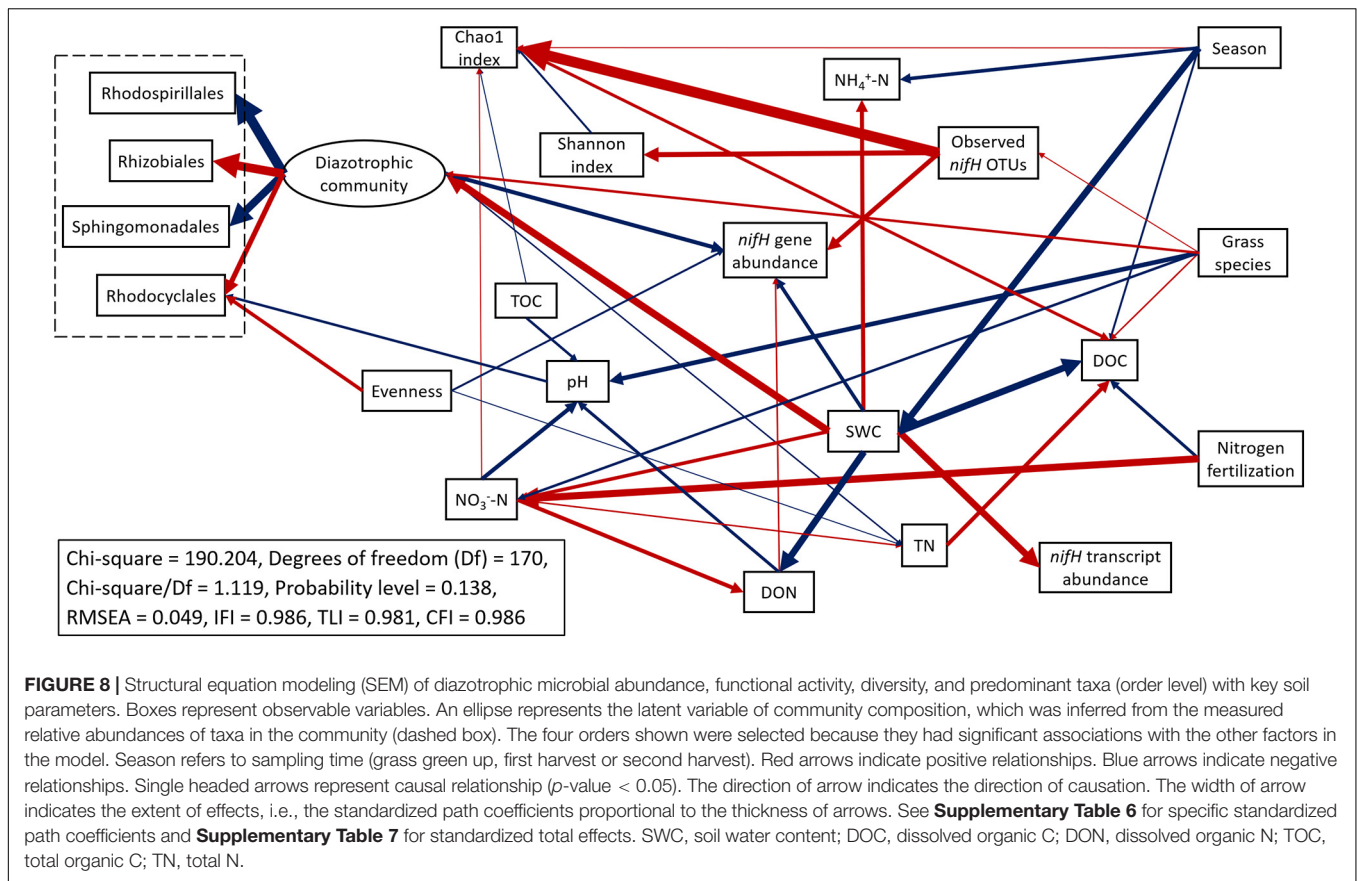 Chao1
index
Season
NH₄⁺-N
Rhodospirillales
Rhizobiales
Sphingomonadales
Rhodocyclales
Diazotrophic
community
Shannon
index
Observed
nifH OTUs
nifH gene
abundance
Grass
species
TOC
DOC
Evenness
pH
SWC
Nitrogen
fertilization
NO₃⁻-N
TN
nifH transcript
abundance
DON
Chi-square = 190.204, Degrees of freedom (Df) = 170,
Chi-square/Df = 1.119, Probability level = 0.138,
RMSEA = 0.049, IFI = 0.986, TLI = 0.981, CFI = 0.986
FIGURE 8 | Structural equation modeling (SEM) of diazotrophic microbial abundance, functional activity, diversity, and predominant taxa (order level) with key soil
parameters. Boxes represent observable variables. An ellipse represents the latent variable of community composition, which was inferred from the measured
relative abundances of taxa in the community (dashed box). The four orders shown were selected because they had significant associations with the other factors in
the model. Season refers to sampling time (grass green up, first harvest or second harvest). Red arrows indicate positive relationships. Blue arrows indicate negative
relationships. Single headed arrows represent causal relationship (p-value < 0.05). The direction of arrow indicates the direction of causation. The width of arrow
indicates the extent of effects, i.e., the standardized path coefficients proportional to the thickness of arrows. See Supplementary Table 6 for specific standardized
path coefficients and Supplementary Table 7 for standardized total effects. SWC, soil water content; DOC, dissolved organic C; DON, dissolved organic N; TOC,
total organic C; TN, total N.